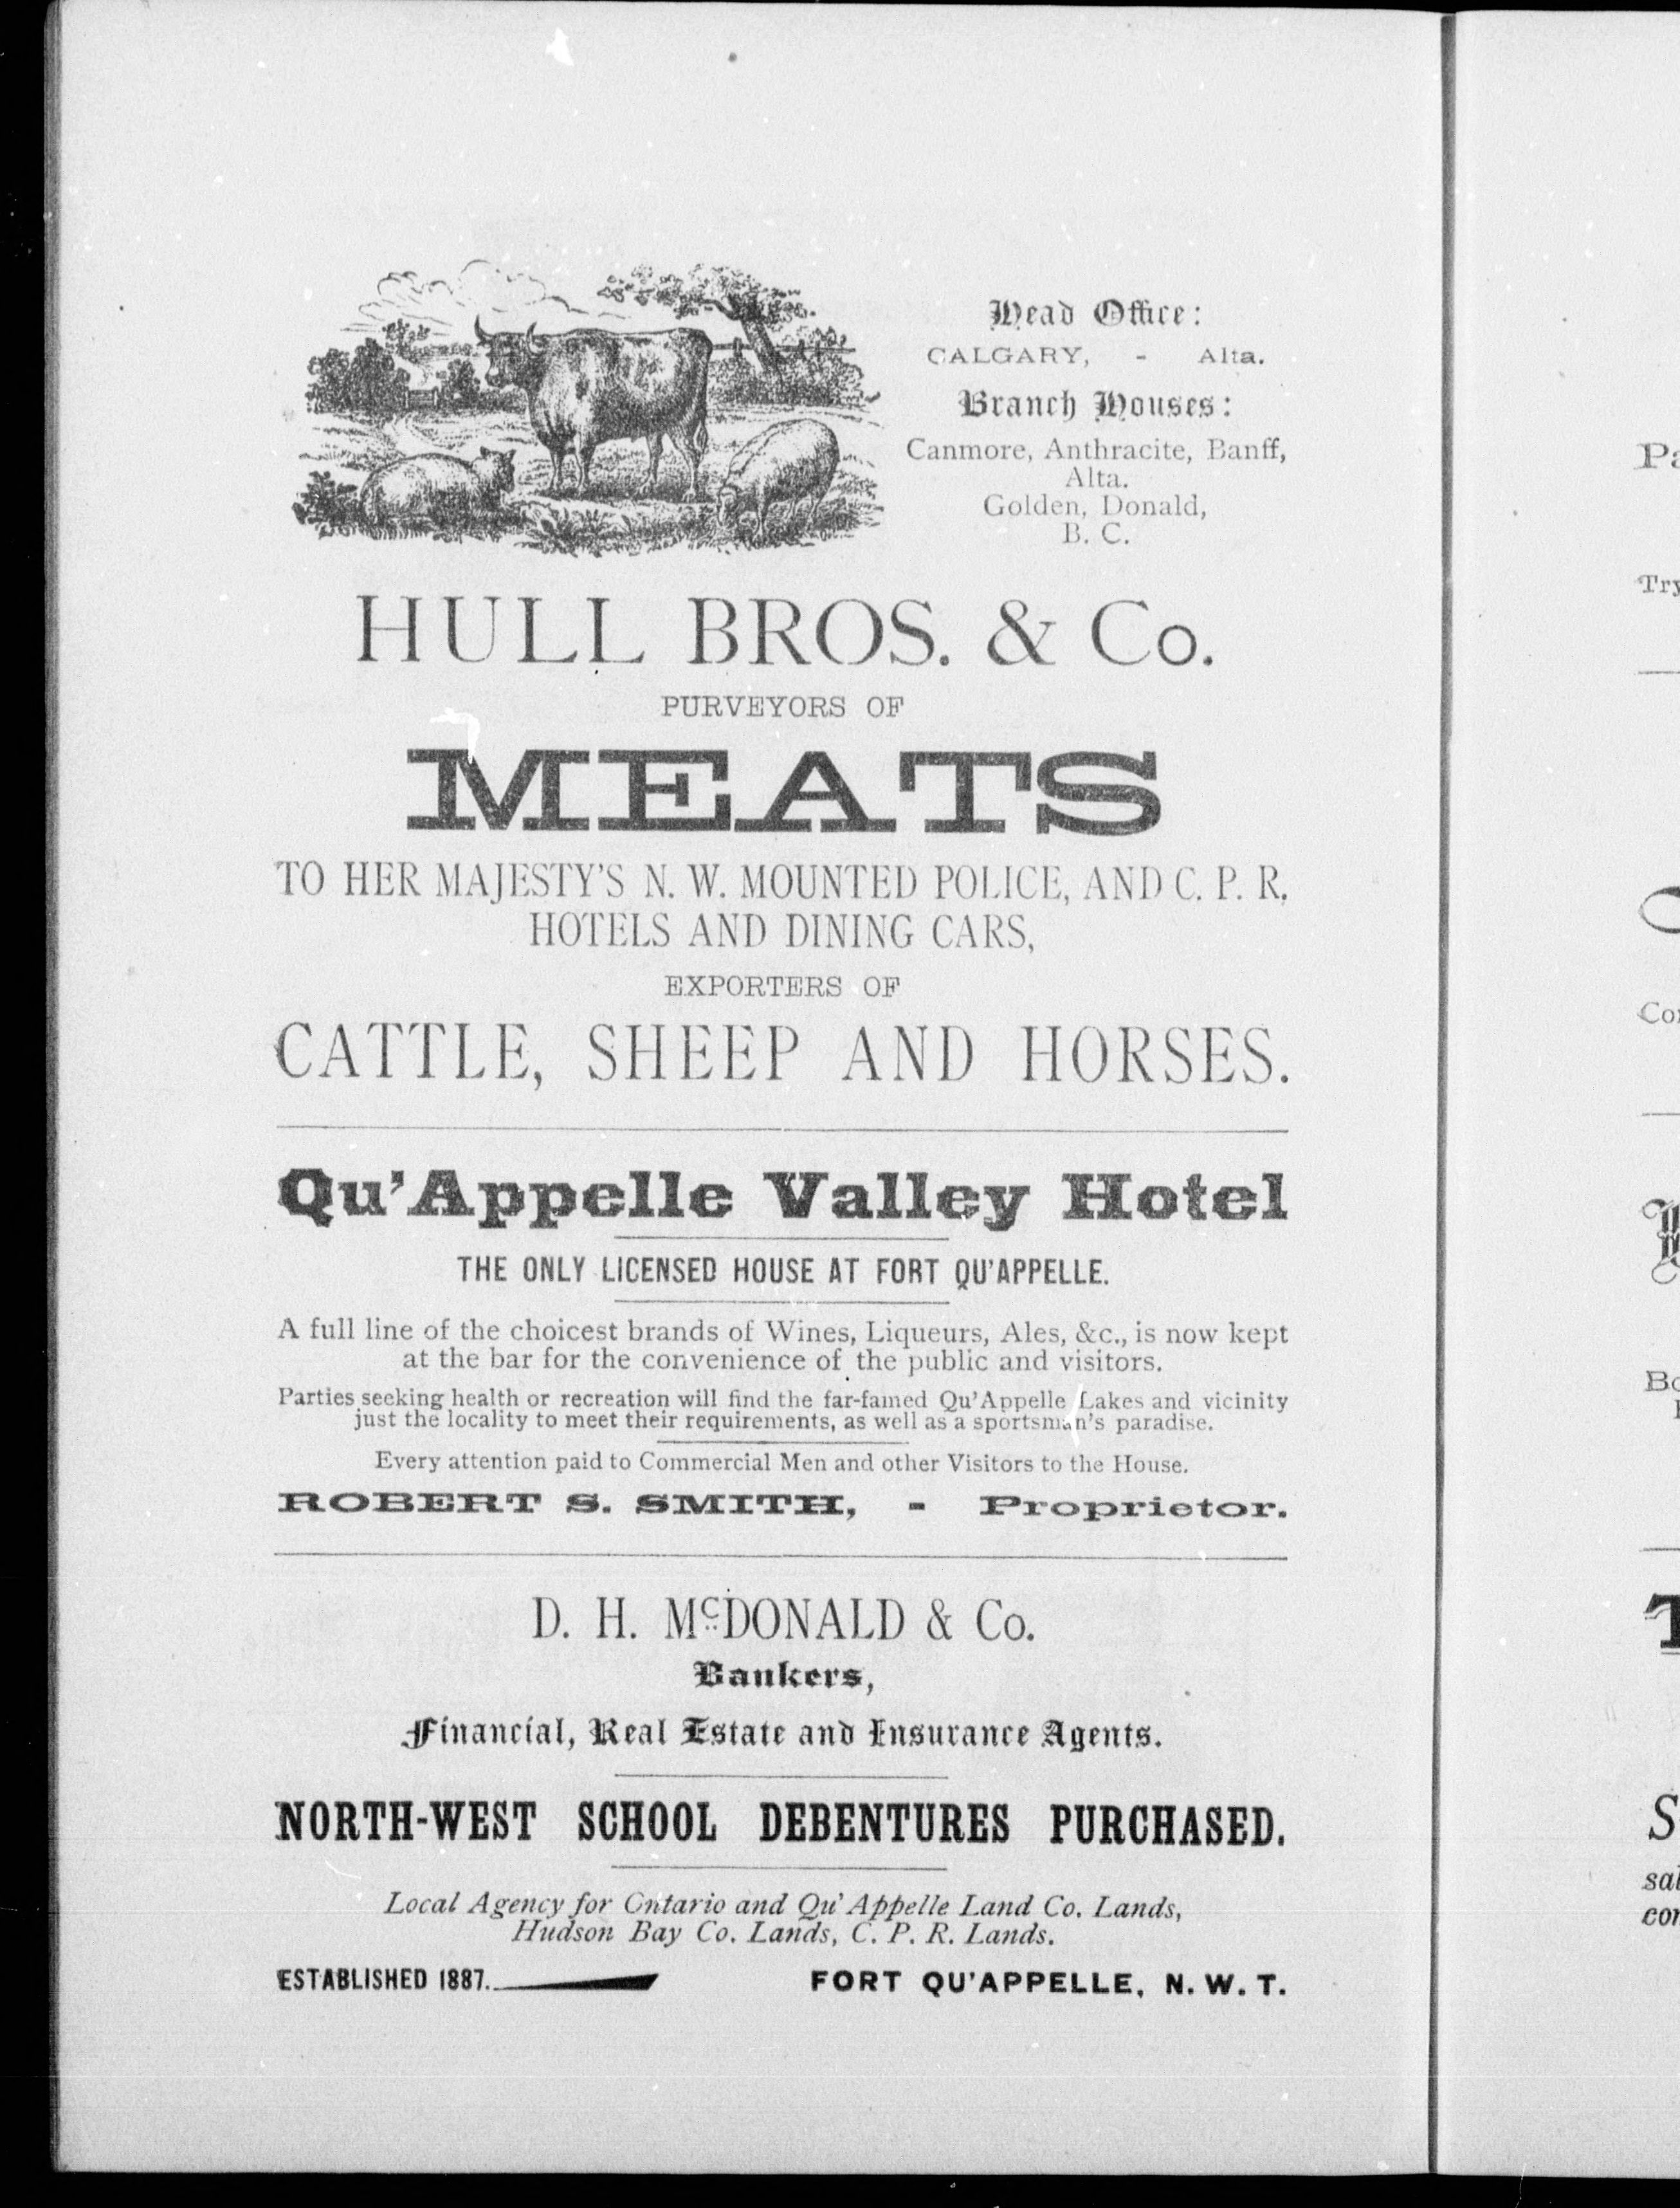 Head Office:
CALGARY, - Alta.
Branch Houses:
Canmore, Anthracite, Banff,
Alta.
Golden, Donald,
B. C.
HULL BROS. & Co.
PURVEYORS OF
MEATS
TO HER MAJESTY'S N. W. MOUNTED POLICE, AND C. P. R.
HOTELS AND DINING CARS,
EXPORTERS OF
CATTLE, SHEEP AND HORSES.
Qu'Appelle Valley Hotel
THE ONLY LICENSED HOUSE AT FORT QU'APPELLE.
A full line of the choicest brands of Wines, Liqueurs, Ales, &c., is now kept
at the bar for the convenience of the public and visitors.
Parties seeking health or recreation will find the far-famed Qu'Appelle Lakes and vicinity
just the locality to meet their requirements, as well as a sportsman's paradise.
Every attention paid to Commercial Men and other Visitors to the House.
ROBERT S. SMITH, - Proprietor.
D. H. McDONALD & Co.
Bankers,
Financial, Real Estate and Insurance Agents.
NORTH-WEST SCHOOL DEBENTURES PURCHASED.
Local Agency for Ontario and Qu'Appelle Land Co. Lands,
Hudson Bay Co. Lands, C. P. R. Lands.
ESTABLISHED 1887. FORT QU'APPELLE, N. W. T.
Try